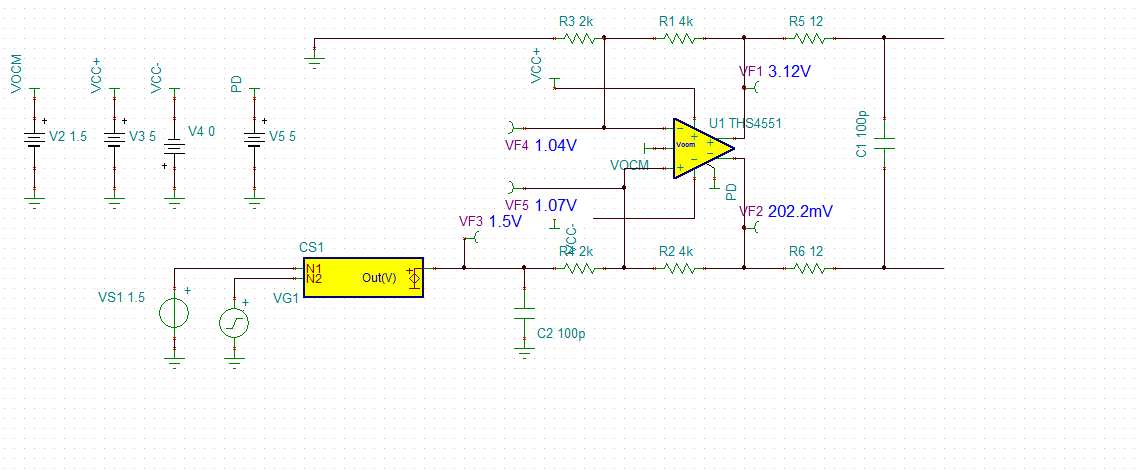 R3 2k
R1 4k
R5 12
VOCM
VCC+
VCC-
PD
VCC+
VF1 3.12V
V2 1.5
V3 5
V4 0
V5 5
U1 THS4551
C1 100p
VF4 1.04V
Vocm
VOCM
PD
VF5 1.07V
VF3 1.5V
VCC-
VF2 202.2mV
CS1
R4 2k
R2 4k
R6 12
N1
N2
Out(V)
VS1 1.5
VG1
C2 100p